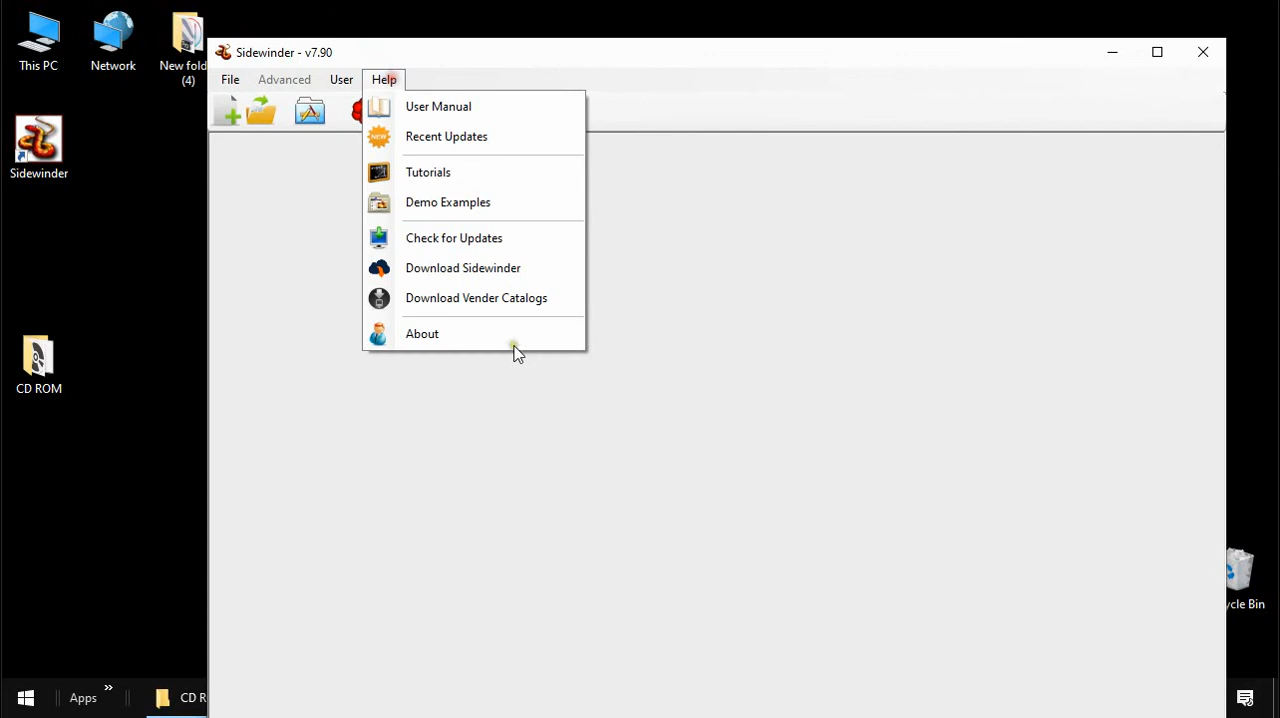 This PC
Network
New fold
(4)
Sidewinder
CD ROM
Sidewinder - v7.90
File
Advanced
User
Help
User Manual
NEW
Recent Updates
Tutorials
Demo Examples
Check for Updates
Download Sidewinder
Download Vender Catalogs
About
ycle Bin
Apps
CD R